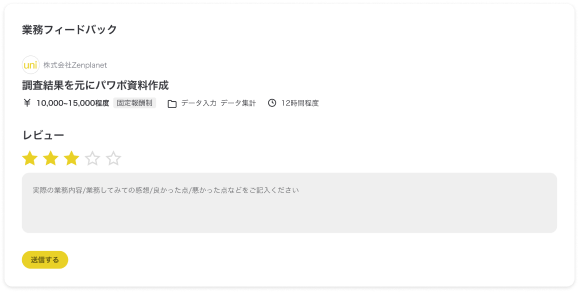 業務フィードバック
uni 株式会社Zenplanet
調査結果を元にパワポ資料作成
¥ 10,000~15,000程度 固定報酬制 データ入力 データ集計 12時間程度
レビュー
実際の業務内容/業務してみての感想/良かった点/悪かった点などをご記入ください
送信する